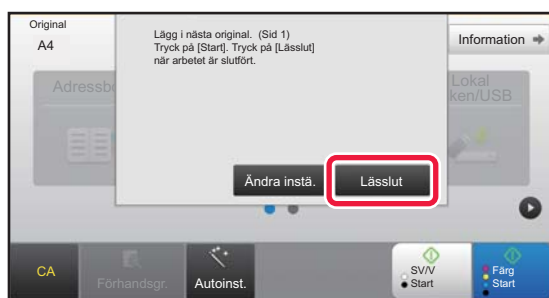 Original
A4
Lägg i nästa original. (Sid 1)
Tryck på [Start]. Tryck på [Lässlut]
när arbetet är slutfört.
Information
Adressbo
Lokal
ken/USB
Ändra instä.
Lässlut
CA
Förhandsgr.
Autoinst.
SV/V
Start
Färg
Start